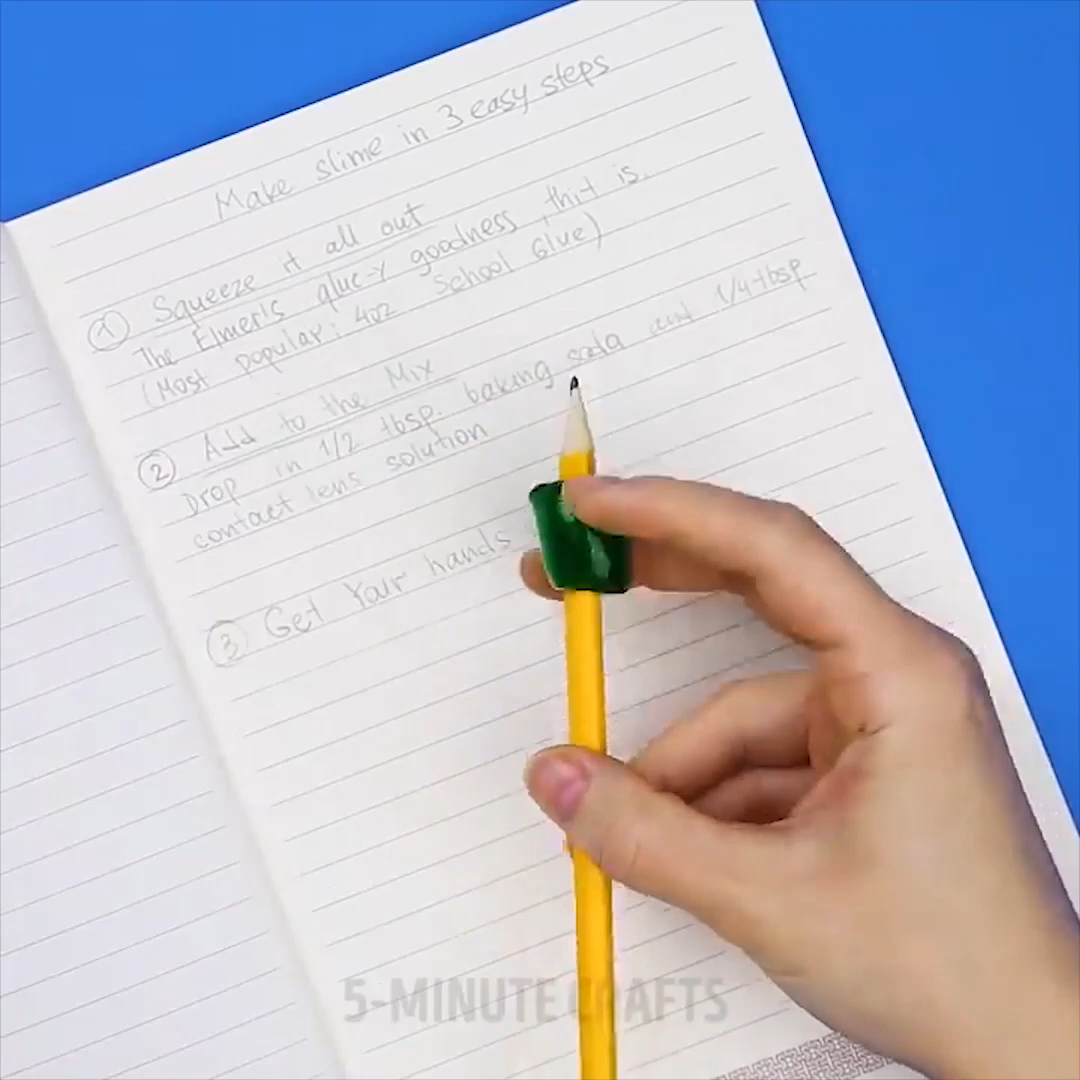 Make slime in 3 easy steps
① Squeeze it all out
The Elmer's glue-y goodness, that is.
(Most popular: 4oz School Glue)
② Add to the Mix
Drop in 1/2 tbsp. baking soda and 1/4 tbsp
contact lens solution
③ Get Your hands
5-MINUTE CRAFTS